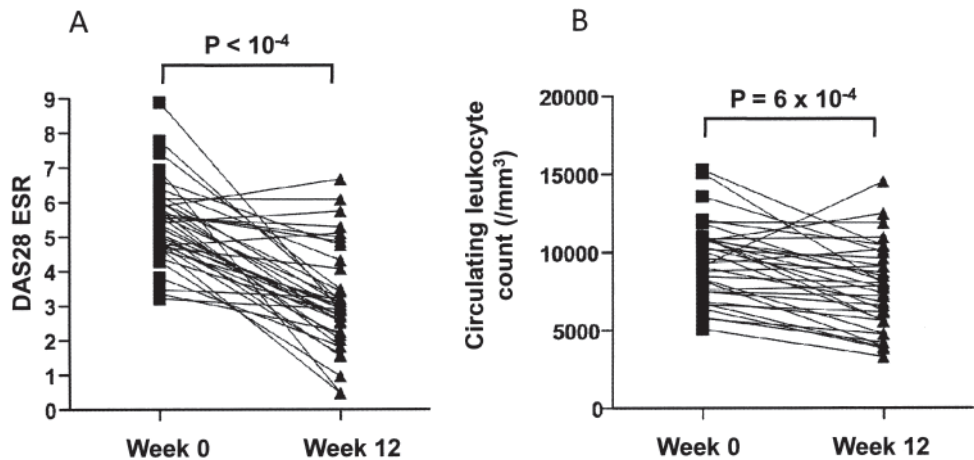 A
P < 10-4
DAS28 ESR
9
8
7
6
5
4
3
2
1
0
Week 0 Week 12
B
P = 6 x 10-4
Circulating leukocyte
count (/mm3)
20000
15000
10000
5000
0
Week 0 Week 12